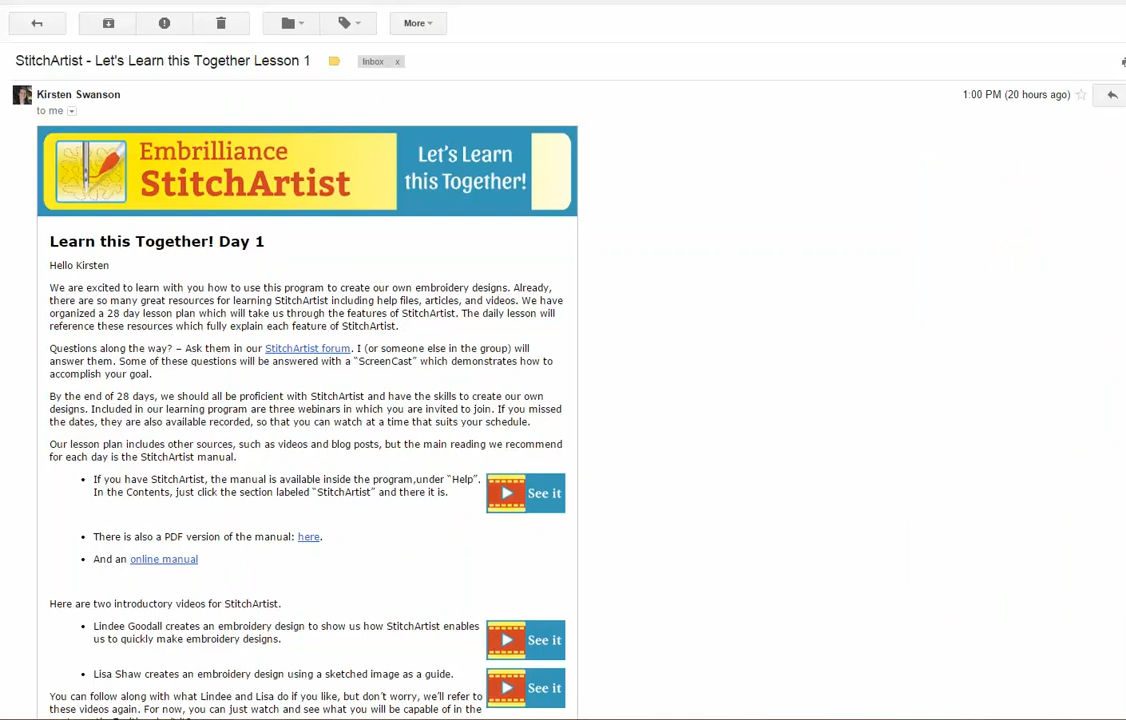 More
StitchArtist - Let's Learn this Together Lesson 1
Inbox x
Kirsten Swanson
1:00 PM (20 hours ago)
to me
Embrilliance
StitchArtist
Let's Learn
this Together!
Learn this Together! Day 1
Hello Kirsten
We are excited to learn with you how to use this program to create our own embroidery designs. Already,
there are so many great resources for learning StitchArtist including help files, articles, and videos. We have
organized a 28 day lesson plan which will take us through the features of StitchArtist. The daily lesson will
reference these resources which fully explain each feature of StitchArtist.
Questions along the way? – Ask them in our StitchArtist forum. I (or someone else in the group) will
answer them. Some of these questions will be answered with a "ScreenCast" which demonstrates how to
accomplish your goal.
By the end of 28 days, we should all be proficient with StitchArtist and have the skills to create our own
designs. Included in our learning program are three webinars in which you are invited to join. If you missed
the dates, they are also available recorded, so that you can watch at a time that suits your schedule.
Our lesson plan includes other sources, such as videos and blog posts, but the main reading we recommend
for each day is the StitchArtist manual.
• If you have StitchArtist, the manual is available inside the program,under "Help".
In the Contents, just click the section labeled "StitchArtist" and there it is.
See it
• There is also a PDF version of the manual: here.
• And an online manual
Here are two introductory videos for StitchArtist.
• Lindee Goodall creates an embroidery design to show us how StitchArtist enables
us to quickly make embroidery designs.
See it
• Lisa Shaw creates an embroidery design using a sketched image as a guide.
See it
You can follow along with what Lindee and Lisa do if you like, but don't worry, we'll refer to
these videos again. For now, you can just watch and see what you will be capable of in the